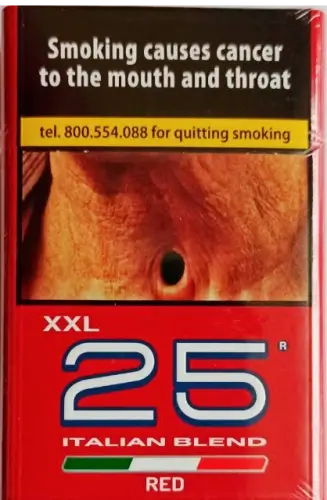 Smoking causes cancer
to the mouth and throat
tel. 800.554.088 for quitting smoking
XXL
25 R
ITALIAN BLEND
RED